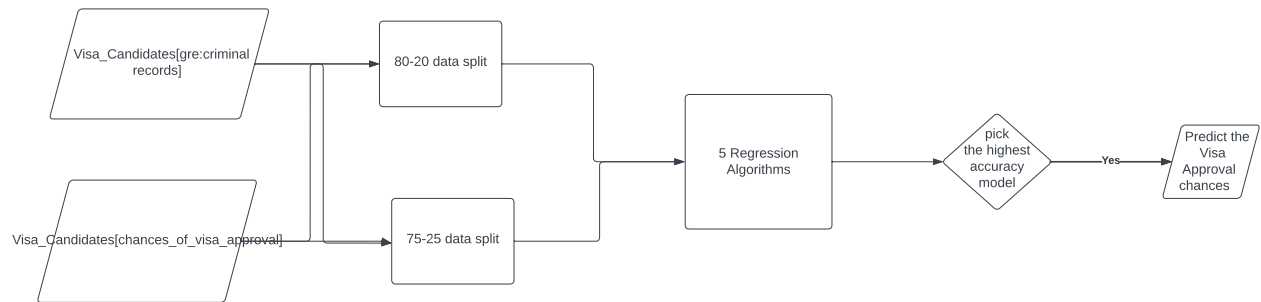 Visa_Candidates[gre:criminal
records]
80-20 data split
5 Regression
Algorithms
pick
the highest
accuracy
model
Yes
Predict the
Visa
Approval
chances
Visa_Candidates[chances_of_visa_approval]
75-25 data split